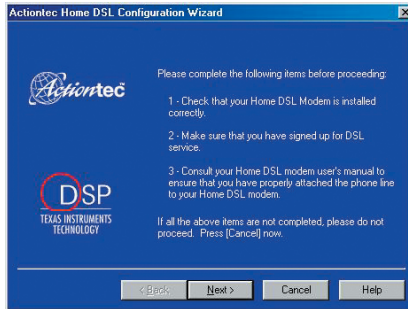 Actiontec Home DSL Configuration Wizard
Please complete the following items before proceeding:
Actiontec
1 - Check that your Home DSL Modem is installed
correctly.
2 - Make sure that you have signed up for DSL
service.
3 - Consult your Home DSL modem user's manual to
ensure that you have properly attached the phone line
to your Home DSL modem.
DSP
TEXAS INSTRUMENTS
TECHNOLOGY
If all the above items are not completed, please do not
proceed. Press [Cancel] now.
< Back Next > Cancel Help